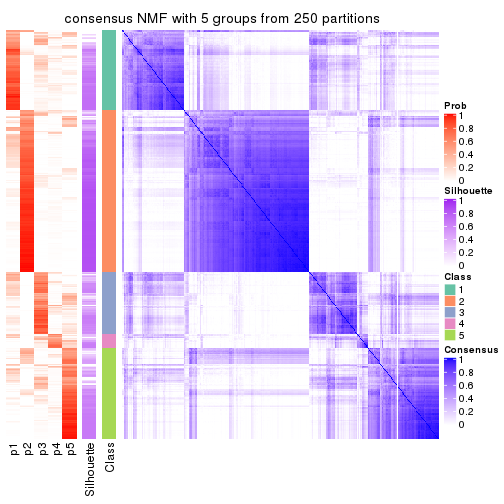 consensus NMF with 5 groups from 250 partitions
Prob
1
0.8
0.6
0.4
0.2
0
Silhouette
1
0.8
0.6
0.4
0.2
0
Class
1
2
3
4
5
Consensus
1
0.8
0.6
0.4
0.2
0
p1
p2
p3
p4
p5
Silhouette
Class